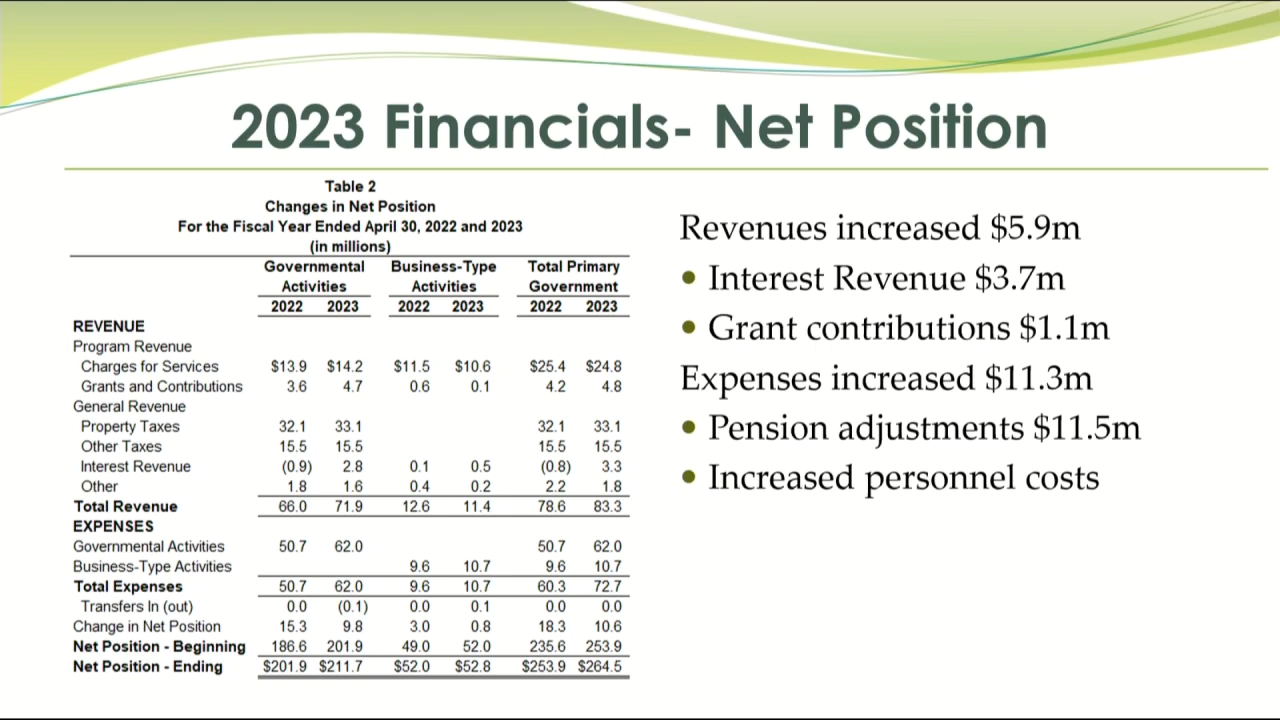 2023 Financials- Net Position
Table 2
Changes in Net Position
For the Fiscal Year Ended April 30, 2022 and 2023
(in millions)
Governmental Activities Business-Type Activities Total Primary Government
2022 2023 2022 2023 2022 2023
REVENUE
Program Revenue
Charges for Services $13.9 $14.2 $11.5 $10.6 $25.4 $24.8
Grants and Contributions 3.6 4.7 0.6 0.1 4.2 4.8
General Revenue
Property Taxes 32.1 33.1 32.1 33.1
Other Taxes 15.5 15.5 15.5 15.5
Interest Revenue (0.9) 2.8 0.1 0.5 (0.8) 3.3
Other 1.8 1.6 0.4 0.2 2.2 1.8
Total Revenue 66.0 71.9 12.6 11.4 78.6 83.3
EXPENSES
Governmental Activities 50.7 62.0 50.7 62.0
Business-Type Activities 9.6 10.7 9.6 10.7
Total Expenses 50.7 62.0 9.6 10.7 60.3 72.7
Transfers In (out) 0.0 (0.1) 0.0 0.1 0.0 0.0
Change in Net Position 15.3 9.8 3.0 0.8 18.3 10.6
Net Position - Beginning 186.6 201.9 49.0 52.0 235.6 253.9
Net Position - Ending $201.9 $211.7 $52.0 $52.8 $253.9 $264.5
Revenues increased $5.9m
• Interest Revenue $3.7m
• Grant contributions $1.1m
Expenses increased $11.3m
• Pension adjustments $11.5m
• Increased personnel costs